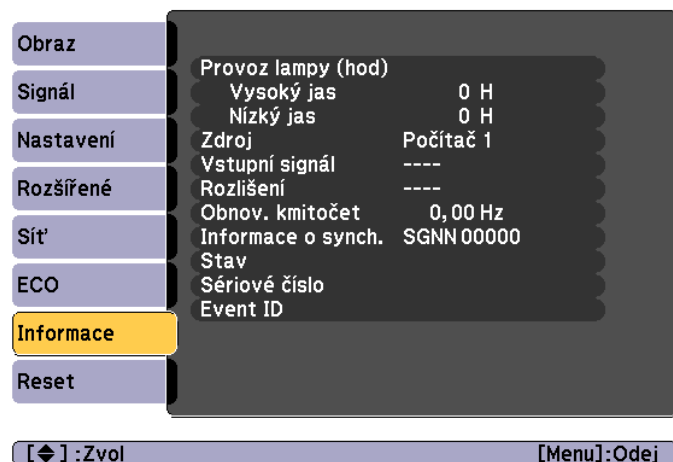 Obraz
Signál
Nastavení
Rozšířené
Síť
ECO
Informace
Reset
Provoz lampy (hod)
Vysoký jas 0 H
Nízký jas 0 H
Zdroj Počítač 1
Vstupní signál ----
Rozlišení ----
Obnov. kmitočet 0,00 Hz
Informace o synch. SGNN 00000
Stav
Sériové číslo
Event ID
[◆] :Zvol [Menu]:Odej